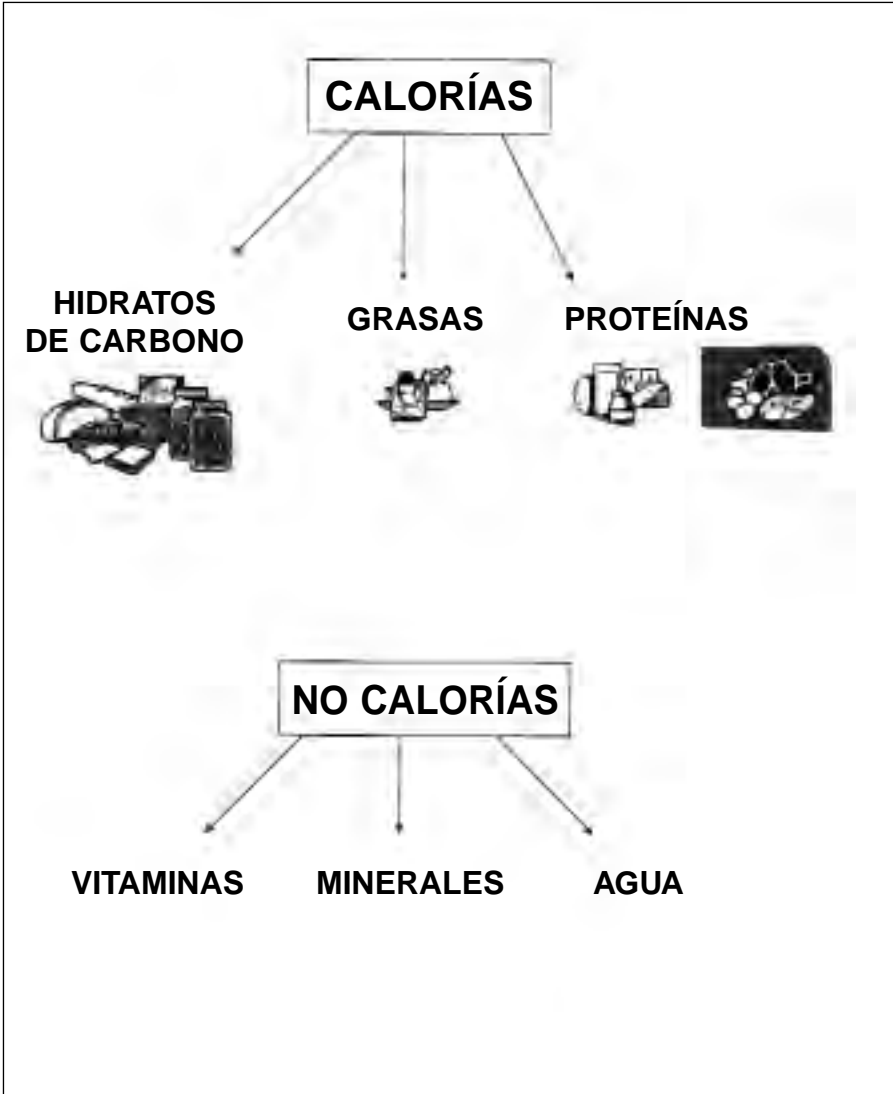 CALORÍAS
HIDRATOS
DE CARBONO
GRASAS
PROTEÍNAS
NO CALORÍAS
VITAMINAS
MINERALES
AGUA